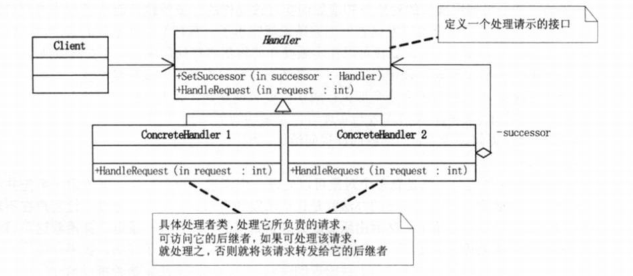 定义一个处理请示的接口
Client
Handler
+SetSuccessor (in successor : Handler)
+HandleRequest (in request : int)
ConcreteHandler 1
ConcreteHandler 2
-successor
+HandleRequest (in request : int)
+HandleRequest (in request : int)
具体处理者类，处理它所负责的请求，
可访问它的后继者，如果可处理该请求，
就处理之，否则就将该请求转发给它的后继者